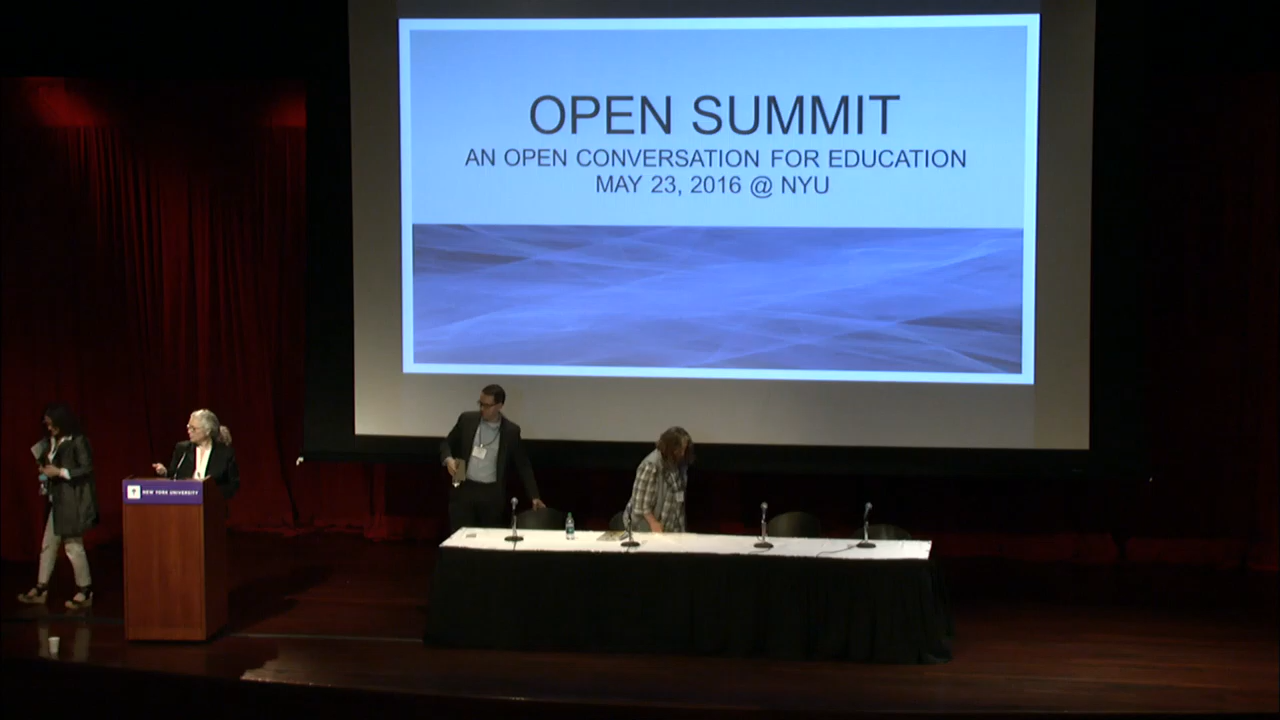 OPEN SUMMIT
AN OPEN CONVERSATION FOR EDUCATION
MAY 23, 2016 @ NYU
NEW YORK UNIVERSITY